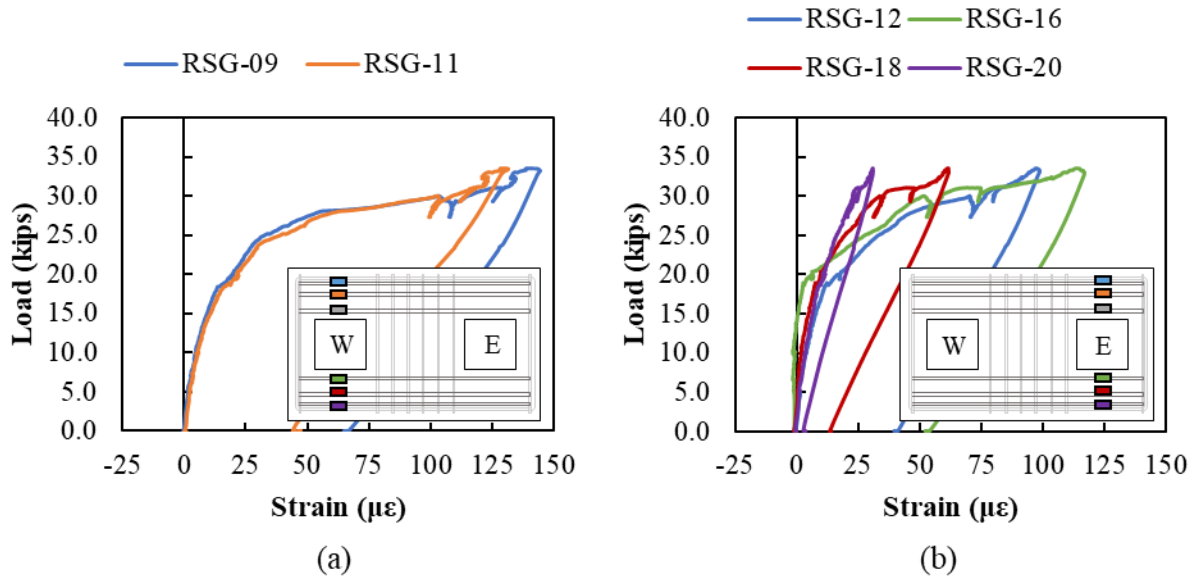 RSG-09 RSG-11
40.0
35.0
30.0
25.0
20.0
15.0
10.0
5.0
0.0
-25 0 25 50 75 100 125 150
Load (kips)
Strain (με)
W E
(a)
RSG-12 RSG-16
RSG-18 RSG-20
40.0
35.0
30.0
25.0
20.0
15.0
10.0
5.0
0.0
-25 0 25 50 75 100 125 150
Load (kips)
Strain (με)
W E
(b)